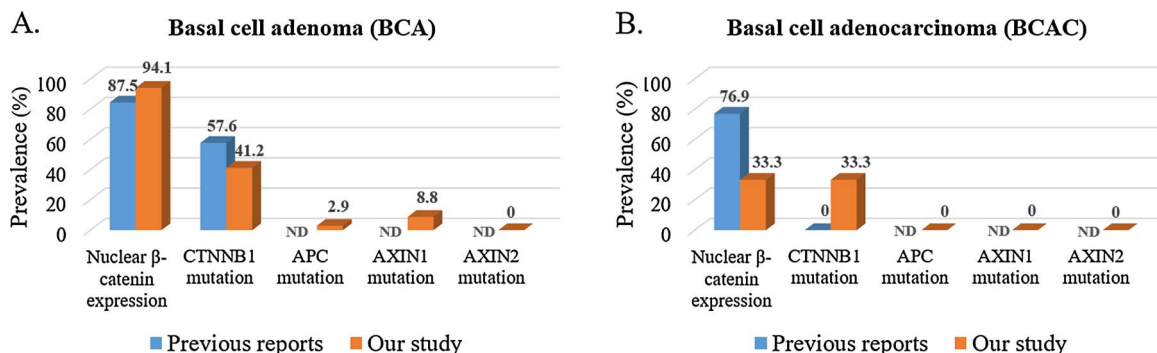 A.
Basal cell adenoma (BCA)
Prevalence (%)
100
80
60
40
20
0
87.5
94.1
57.6
41.2
ND
2.9
ND
8.8
ND
0
Nuclear β-
catenin
expression
CTNNB1
mutation
APC
mutation
AXIN1
mutation
AXIN2
mutation
Previous reports
Our study
B.
Basal cell adenocarcinoma (BCAC)
Prevalence (%)
100
80
60
40
20
0
76.9
33.3
0
33.3
ND
0
ND
0
ND
0
Nuclear β-
catenin
expression
CTNNB1
mutation
APC
mutation
AXIN1
mutation
AXIN2
mutation
Previous reports
Our study